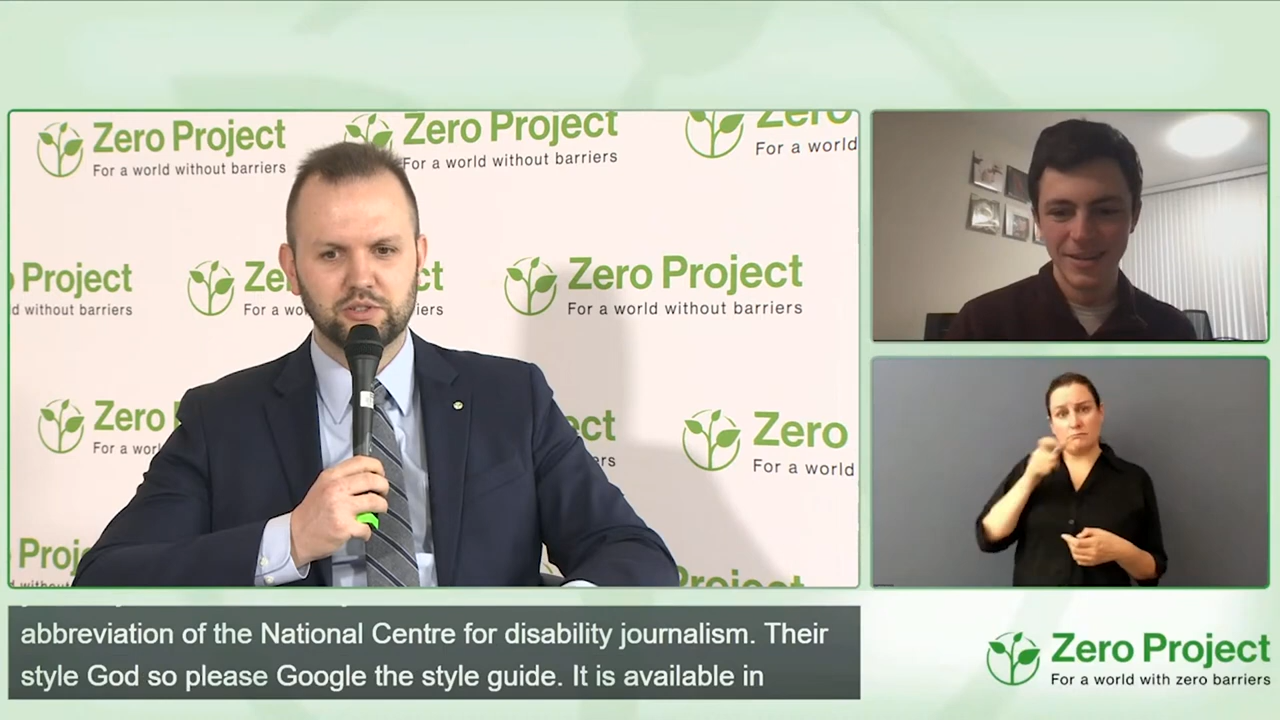 Zero Project
For a world without barriers
Zero Project
For a world without barriers
Zero
For a world
Project
d without barriers
Zero Project
For a world without barriers
Zero
For a world
Zero Project
abbreviation of the National Centre for disability journalism. Their
style God so please Google the style guide. It is available in
Zero Project
For a world with zero barriers